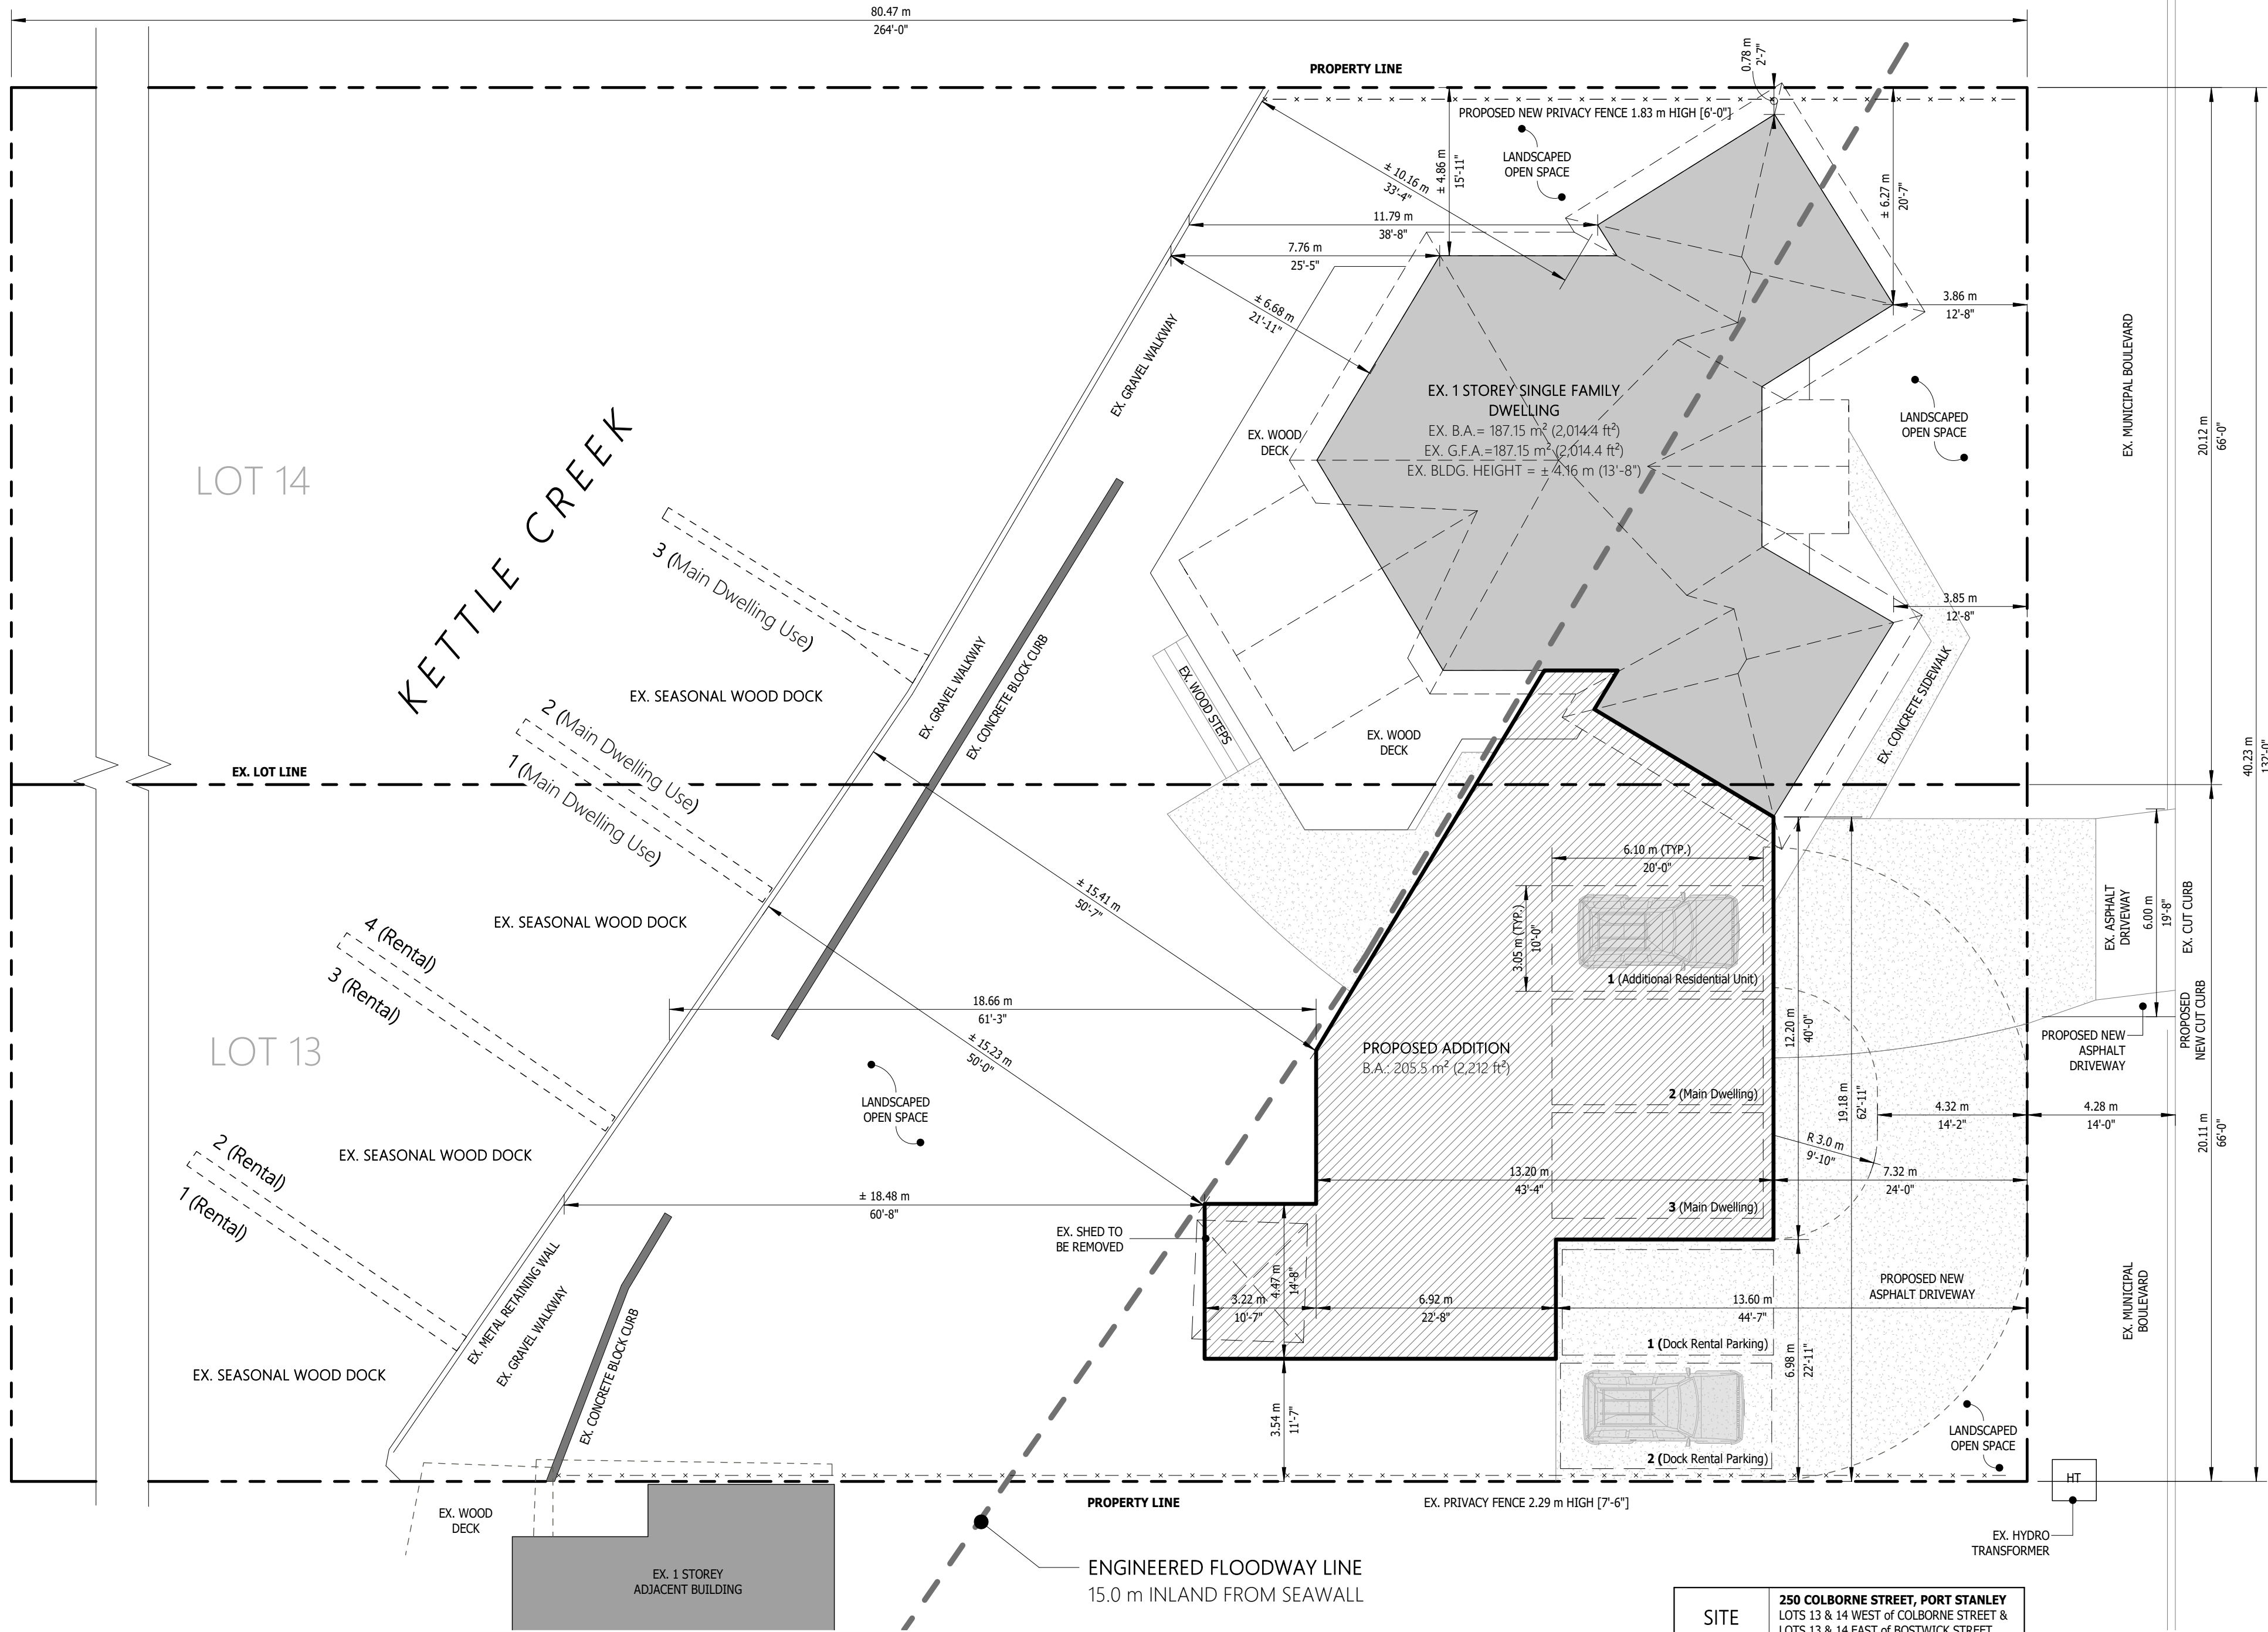 80.47 m
264'-0"
PROPERTY LINE
0.78 m
2'-7"
PROPOSED NEW PRIVACY FENCE 1.83 m HIGH [6'-0"]
LANDSCAPED
OPEN SPACE
± 10.16 m
33'-4"
± 4.86 m
15'-11"
± 6.27 m
20'-7"
11.79 m
38'-8"
7.76 m
25'-5"
± 6.68 m
21'-11"
3.86 m
12'-8"
EX. GRAVEL WALKWAY
EX. MUNICIPAL BOULEVARD
20.12 m
66'-0"
EX. 1 STOREY SINGLE FAMILY
DWELLING
EX. B.A.= 187.15 m² (2,014.4 ft²)
EX. G.F.A.=187.15 m² (2,014.4 ft²)
EX. BLDG. HEIGHT = ± 4.16 m (13'-8")
EX. WOOD
DECK
LANDSCAPED
OPEN SPACE
LOT 14
KETTLE CREEK
3 (Main Dwelling Use)
EX. SEASONAL WOOD DOCK
EX. GRAVEL WALKWAY
EX. CONCRETE BLOCK CURB
EX. WOOD STEPS
EX. WOOD
DECK
3.85 m
12'-8"
EX. CONCRETE SIDEWALK
40.23 m
132'-0"
EX. LOT LINE
2 (Main Dwelling Use)
1 (Main Dwelling Use)
EX. SEASONAL WOOD DOCK
± 15.41 m
50'-7"
6.10 m (TYP.)
20'-0"
3.05 m (TYP.)
10'-0"
1 (Additional Residential Unit)
EX. ASPHALT
DRIVEWAY
6.00 m
19'-8"
EX. CUT CURB
PROPOSED
NEW CUT CURB
4 (Rental)
3 (Rental)
LOT 13
18.66 m
61'-3"
± 15.23 m
50'-0"
PROPOSED ADDITION
B.A.: 205.5 m² (2,212 ft²)
12.20 m
40'-0"
PROPOSED NEW
ASPHALT
DRIVEWAY
LANDSCAPED
OPEN SPACE
2 (Main Dwelling)
19.18 m
62'-11"
4.32 m
14'-2"
4.28 m
14'-0"
20.11 m
66'-0"
R 3.0 m
9'-10"
EX. SEASONAL WOOD DOCK
2 (Rental)
1 (Rental)
13.20 m
43'-4"
7.32 m
24'-0"
± 18.48 m
60'-8"
3 (Main Dwelling)
EX. SHED TO
BE REMOVED
4.47 m
14'-8"
3.22 m
10'-7"
6.92 m
22'-8"
13.60 m
44'-7"
PROPOSED NEW
ASPHALT DRIVEWAY
EX. MUNICIPAL
BOULEVARD
EX. METAL RETAINING WALL
EX. GRAVEL WALKWAY
EX. CONCRETE BLOCK CURB
EX. SEASONAL WOOD DOCK
1 (Dock Rental Parking)
6.98 m
22'-11"
3.54 m
11'-7"
2 (Dock Rental Parking)
LANDSCAPED
OPEN SPACE
HT
PROPERTY LINE
EX. PRIVACY FENCE 2.29 m HIGH [7'-6"]
EX. WOOD
DECK
EX. HYDRO
TRANSFORMER
EX. 1 STOREY
ADJACENT BUILDING
ENGINEERED FLOODWAY LINE
15.0 m INLAND FROM SEAWALL
SITE
250 COLBORNE STREET, PORT STANLEY
LOTS 13 & 14 WEST of COLBORNE STREET &
LOTS 13 & 14 EAST of BOSTWICK STREET